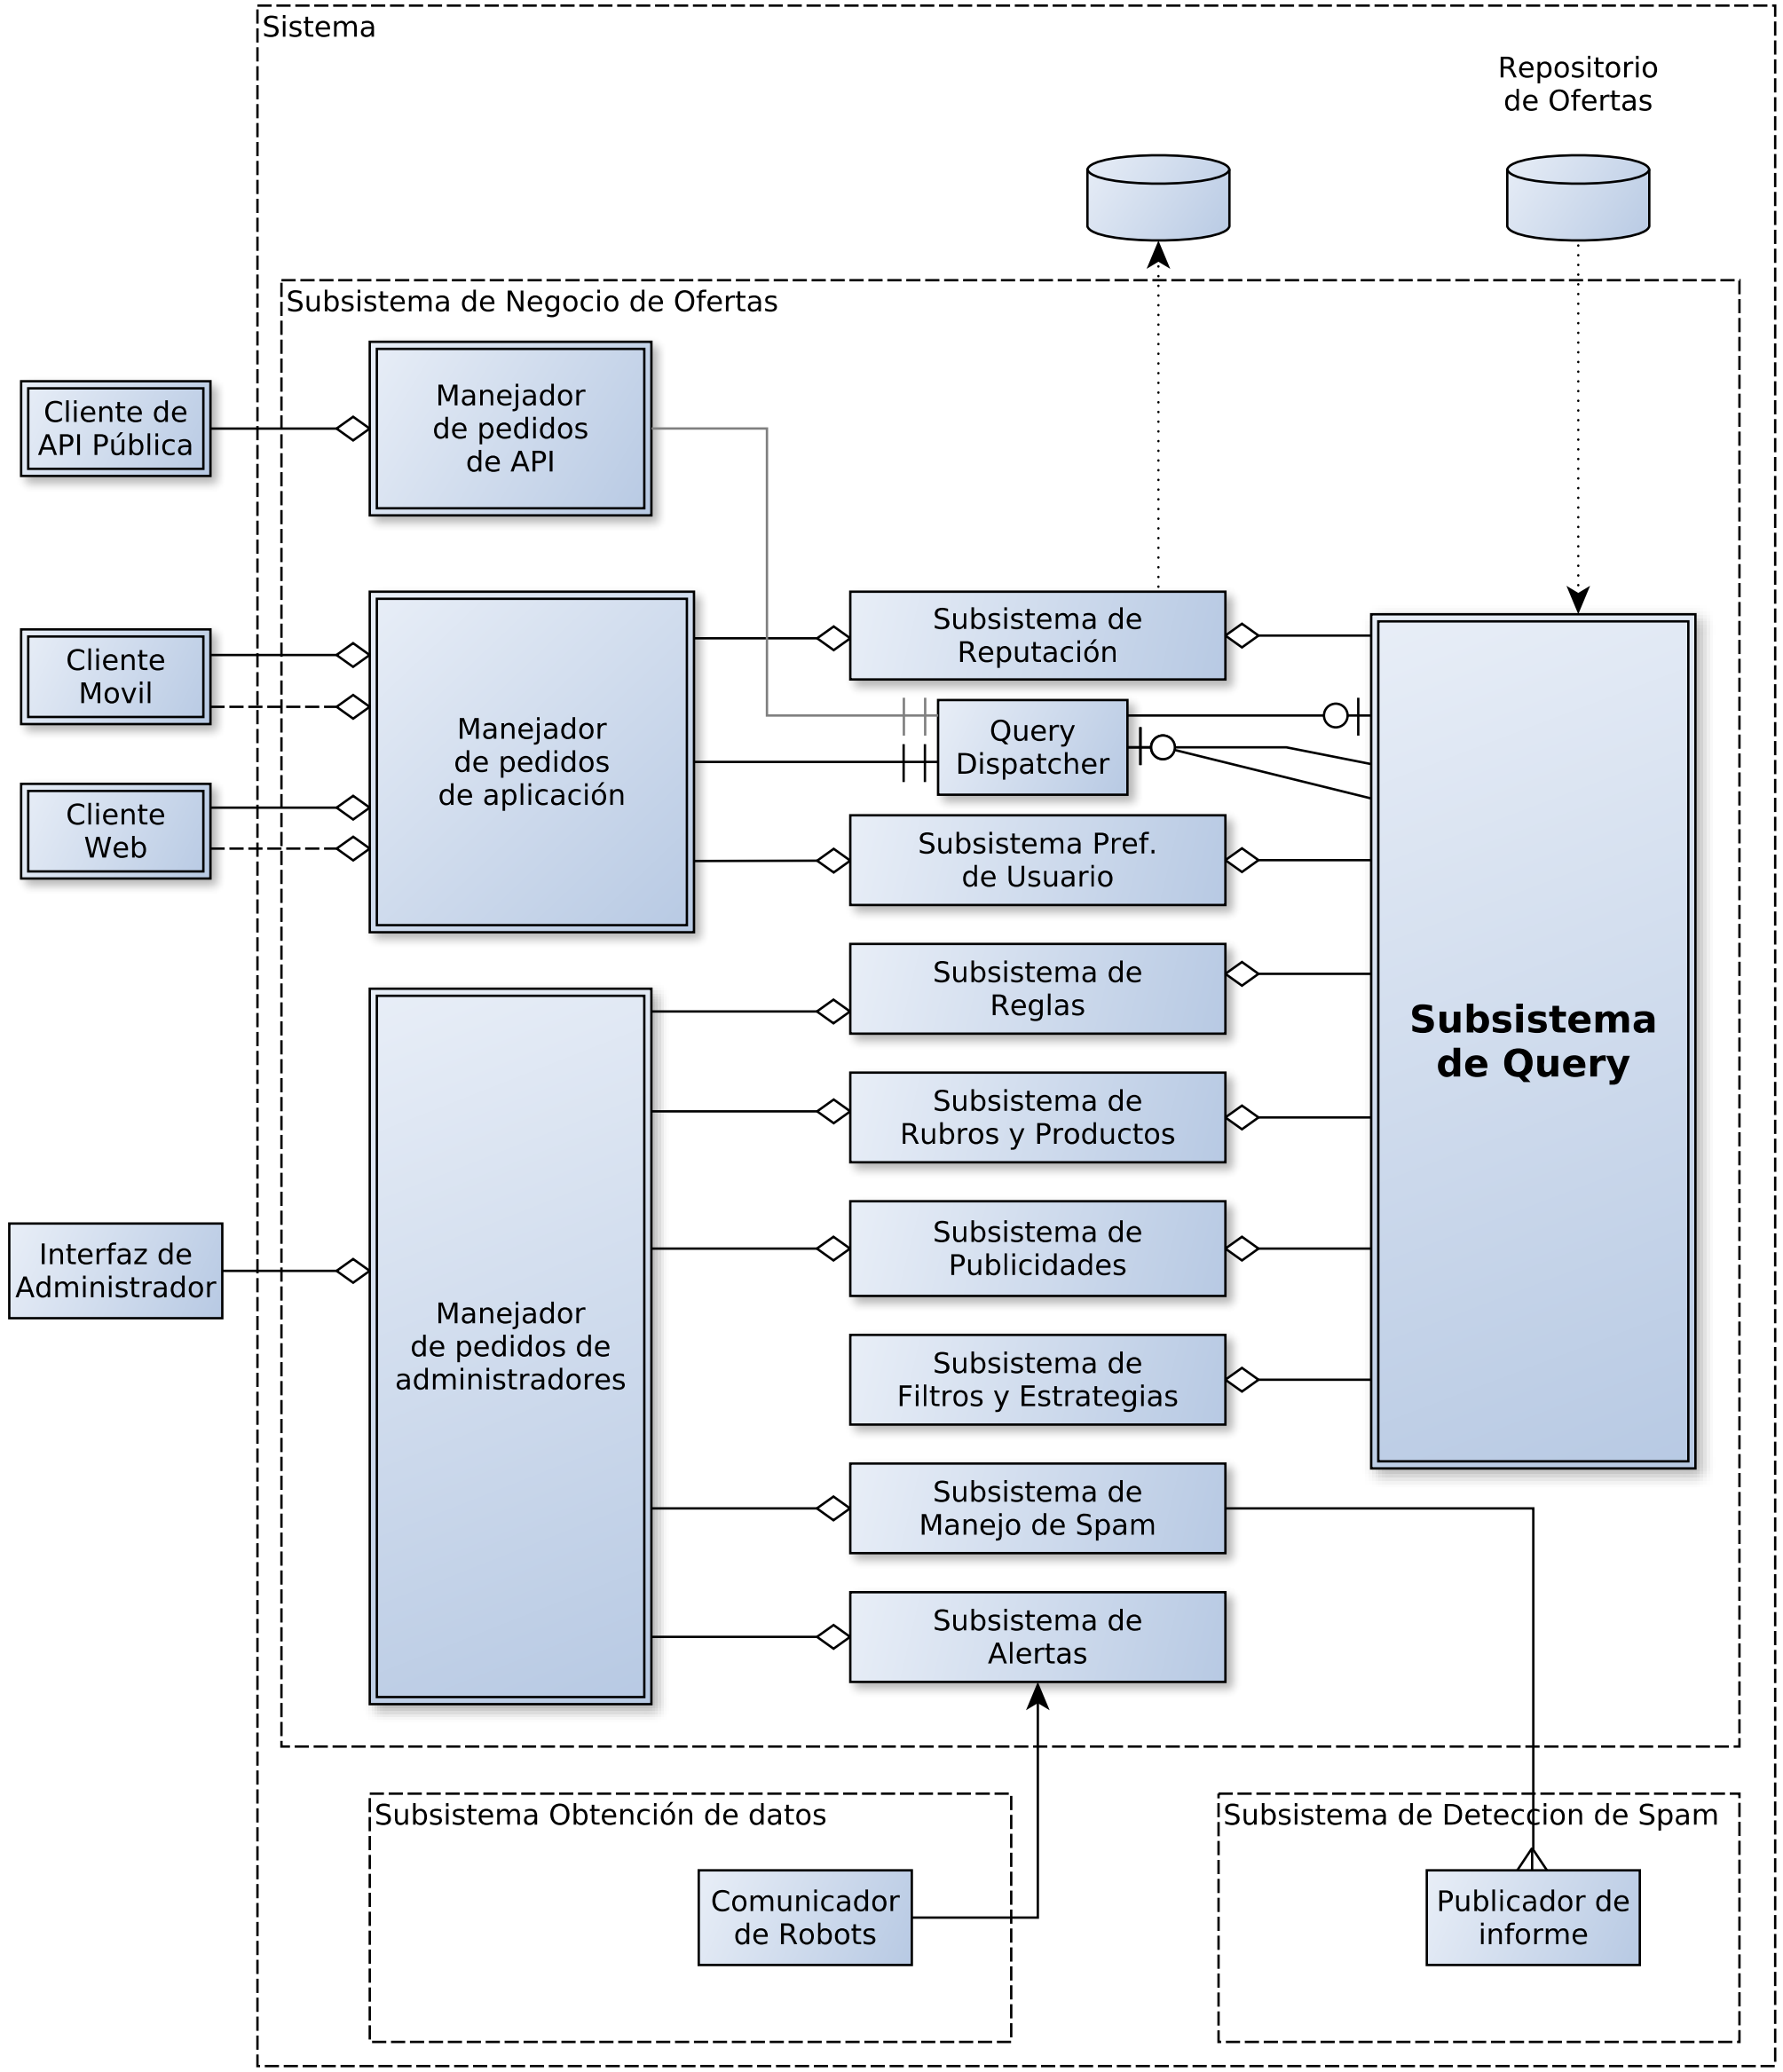 Sistema
Repositorio
de Ofertas
Subsistema de Negocio de Ofertas
Cliente de
API Pública
Manejador
de pedidos
de API
Cliente
Movil
Cliente
Web
Manejador
de pedidos
de aplicación
Subsistema de
Reputación
Query
Dispatcher
Subsistema Pref.
de Usuario
Subsistema de
Reglas
Subsistema de
Rubros y Productos
Subsistema de
Publicidades
Subsistema de
Filtros y Estrategias
Subsistema de
Manejo de Spam
Subsistema de
Alertas
Subsistema
de Query
Interfaz de
Administrador
Manejador
de pedidos de
administradores
Subsistema Obtención de datos
Comunicador
de Robots
Subsistema de Deteccion de Spam
Publicador de
informe